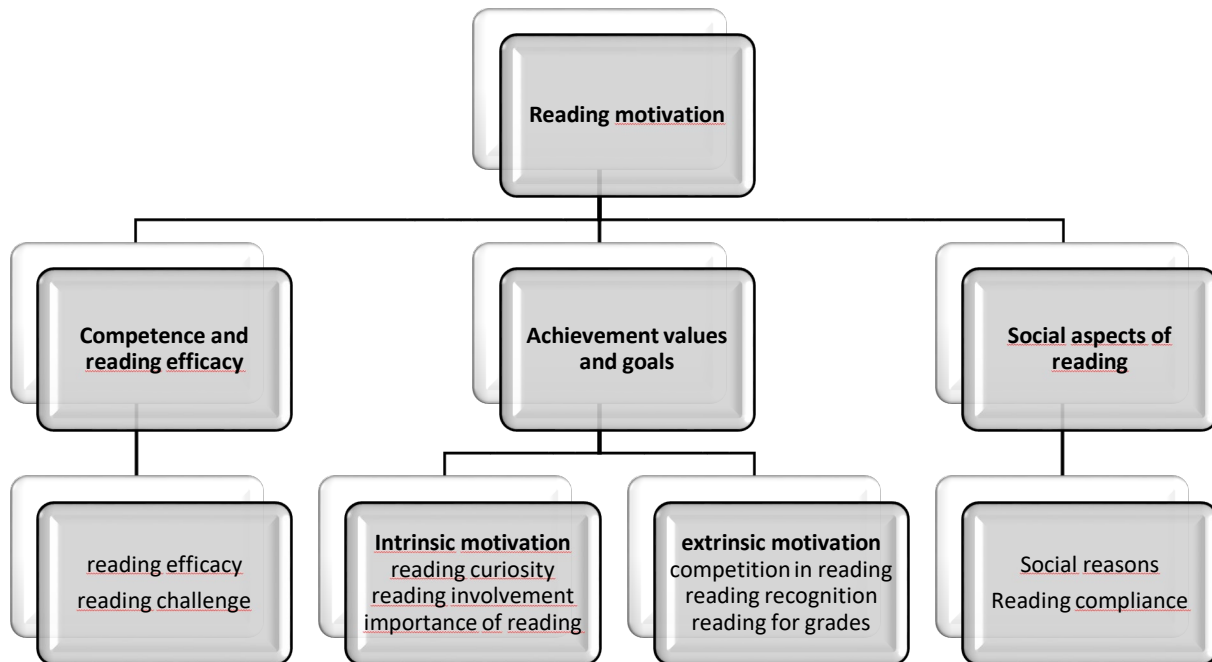 Reading motivation
Competence and
reading efficacy
Achievement values
and goals
Social aspects of
reading
reading efficacy
reading challenge
Intrinsic motivation
reading curiosity
reading involvement
importance of reading
extrinsic motivation
competition in reading
reading recognition
reading for grades
Social reasons
Reading compliance